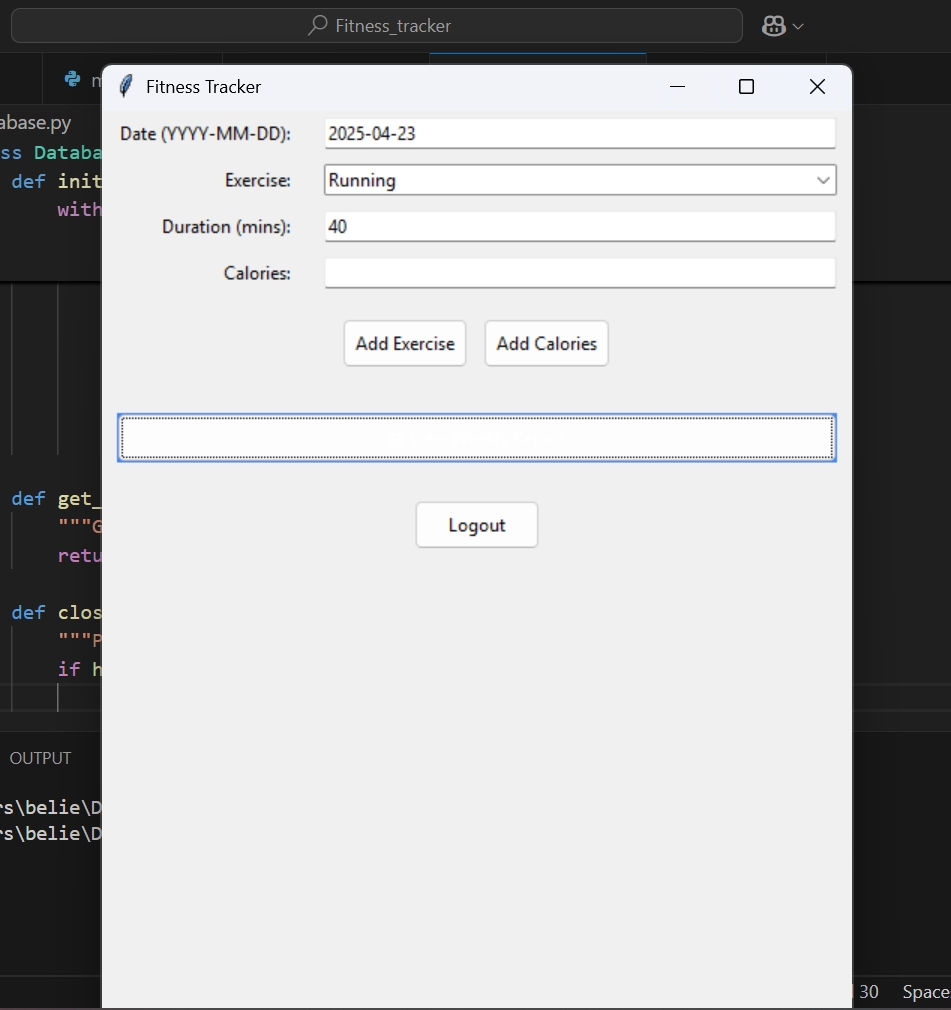 Fitness_tracker
Fitness Tracker
abase.py
ss Databa
def init
with
Date (YYYY-MM-DD): 2025-04-23
Exercise: Running
Duration (mins): 40
Calories:
Add Exercise Add Calories
Logout
def get_
"""G
retu
def clos
"""P
if h
OUTPUT
rs\belie\D
rs\belie\D
30 Space